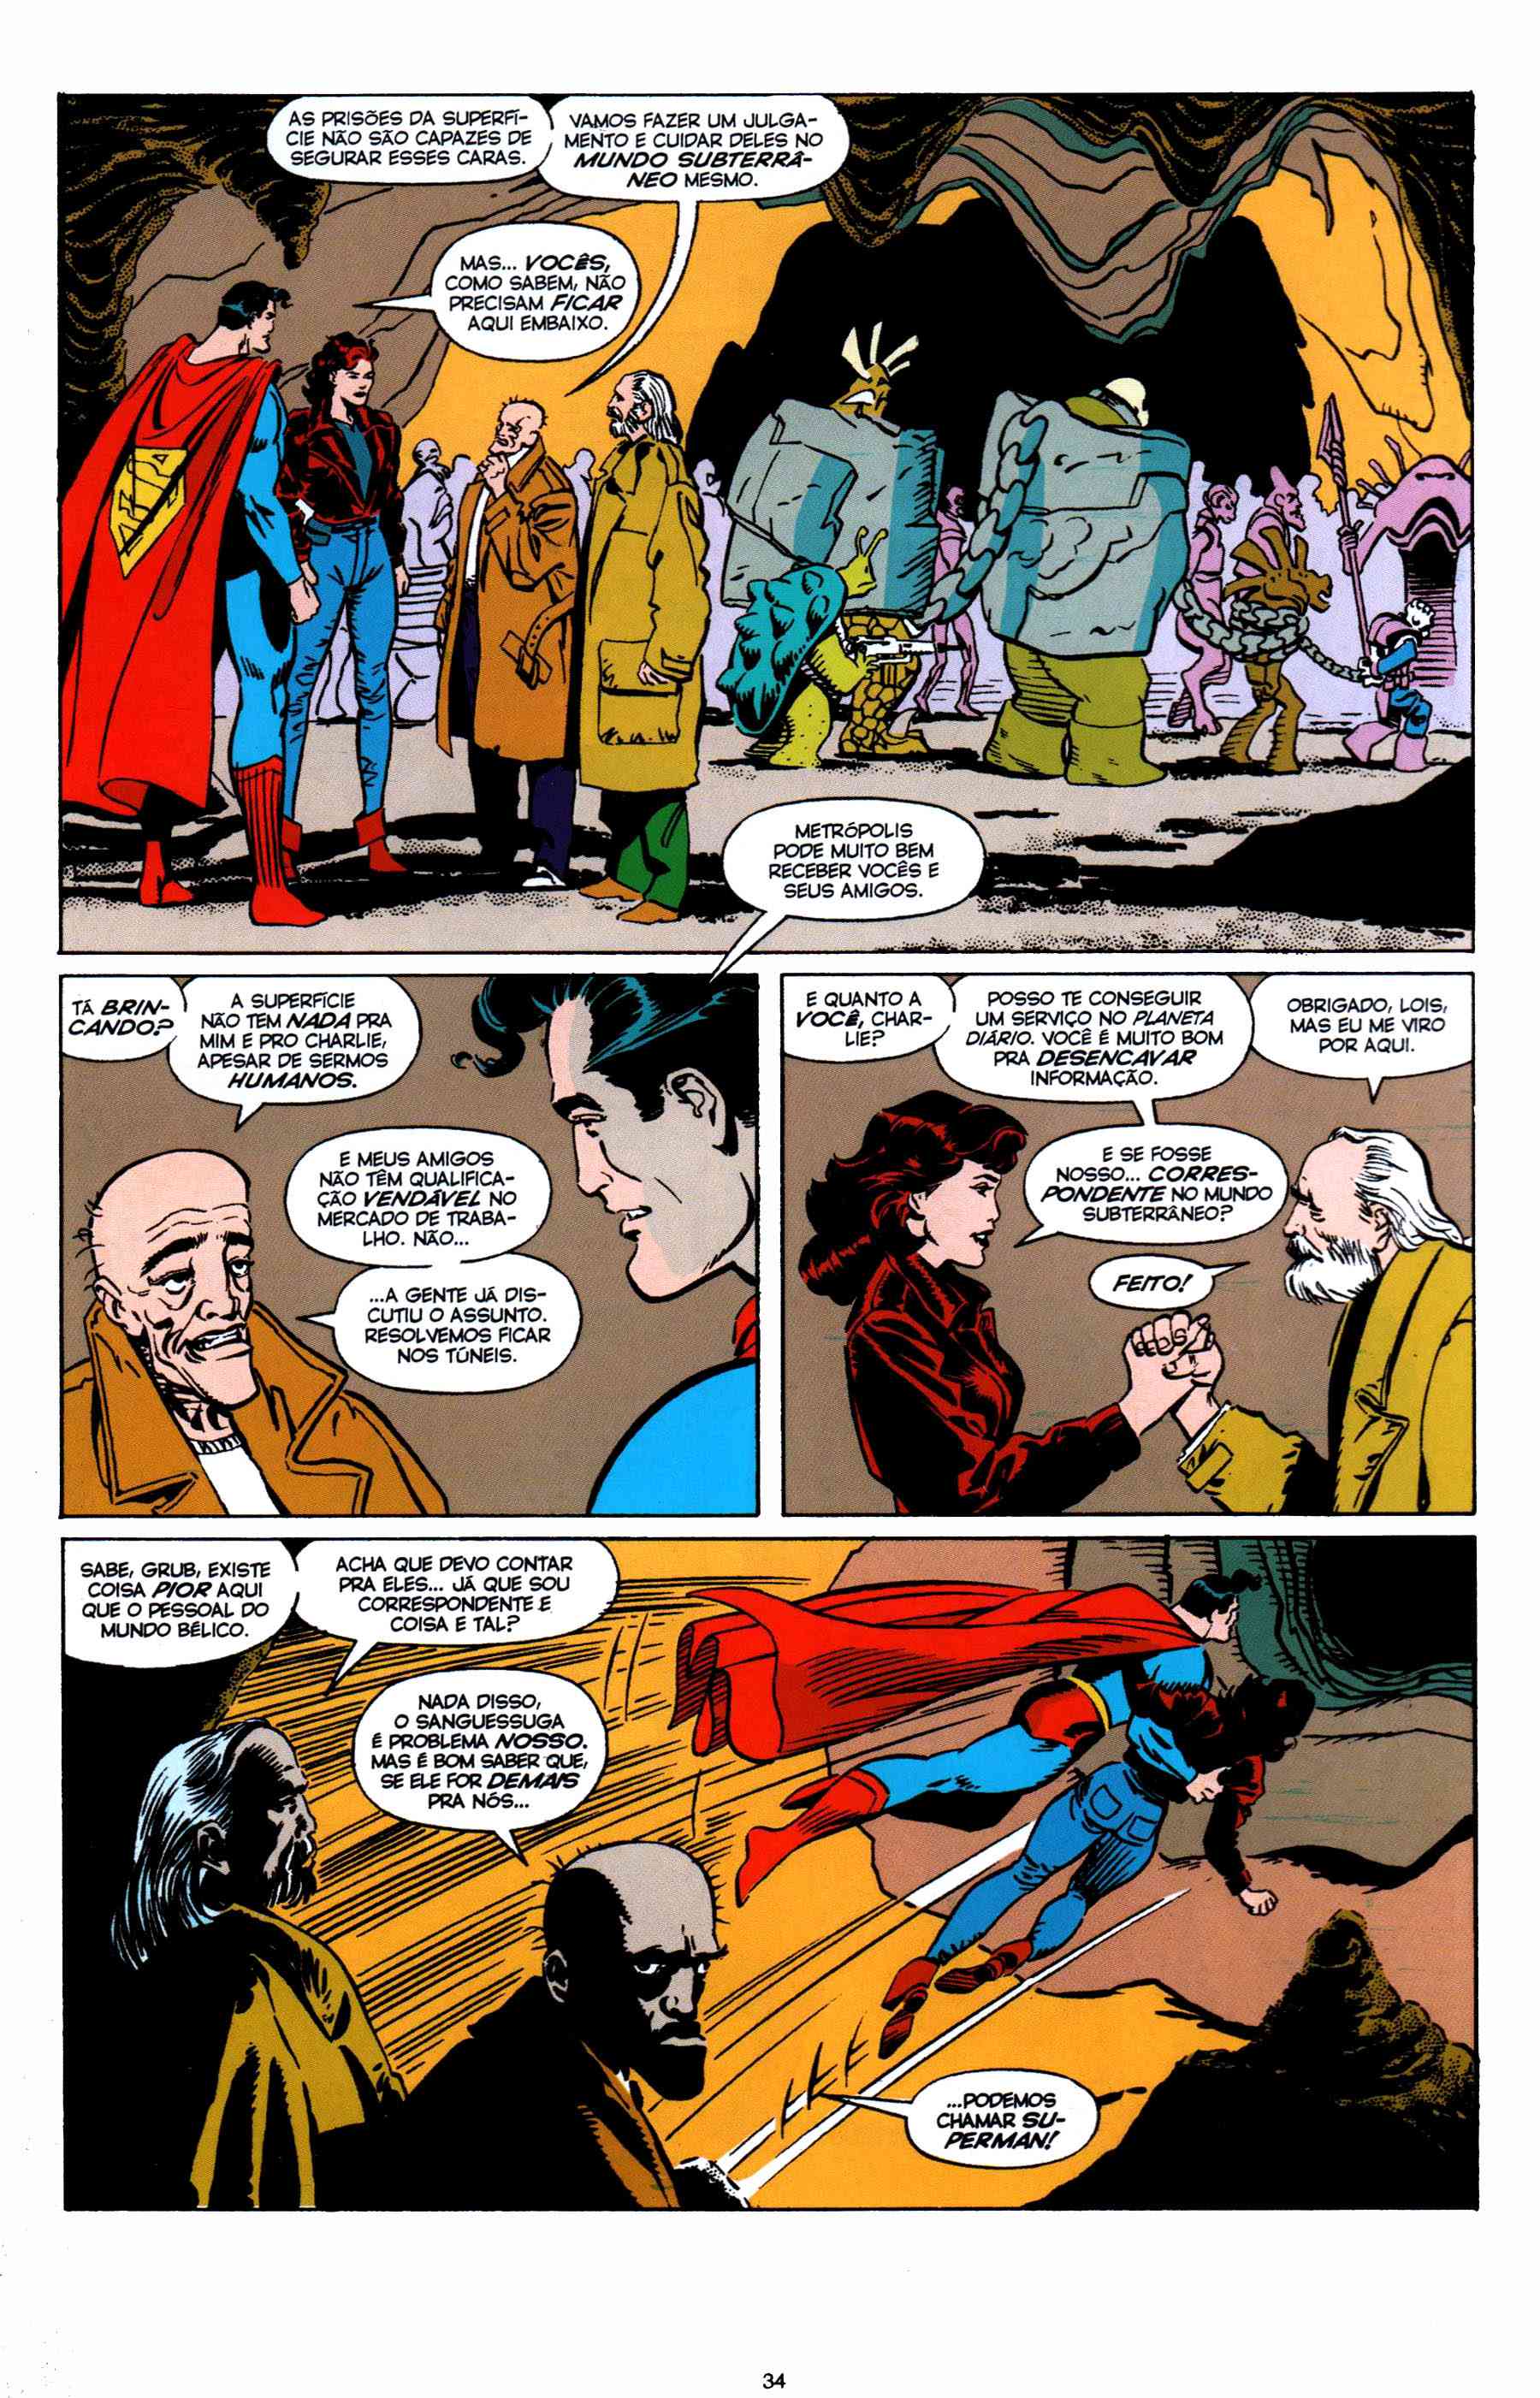 AS PRISÕES DA SUPERFÍ-
CIE NÃO SÃO CAPAZES DE
SEGURAR ESSES CARAS.
VAMOS FAZER UM JULGA-
MENTO E CUIDAR DELES NO
MUNDO SUBTERRÂ-
NEO MESMO.
MAS... VOCÊS,
COMO SABEM, NÃO
PRECISAM FICAR
AQUI EMBAIXO.
METRÓPOLIS
PODE MUITO BEM
RECEBER VOCÊS E
SEUS AMIGOS.
TÁ BRIN-
CANDO?
A SUPERFÍCIE
NÃO TEM NADA PRA
MIM E PRO CHARLIE,
APESAR DE SERMOS
HUMANOS.
E MEUS AMIGOS
NÃO TÊM QUALIFICA-
ÇÃO VENDÁVEL NO
MERCADO DE TRABA-
LHO. NÃO...
...A GENTE JÁ DIS-
CUTIU O ASSUNTO.
RESOLVEMOS FICAR
NOS TÚNEIS.
E QUANTO A
VOCÊ, CHAR-
LIE?
POSSO TE CONSEGUIR
UM SERVIÇO NO PLANETA
DIÁRIO. VOCÊ É MUITO BOM
PRA DESENCAVAR
INFORMAÇÃO.
OBRIGADO, LOIS,
MAS EU ME VIRO
POR AQUI.
E SE FOSSE
NOSSO... CORRES-
PONDENTE NO MUNDO
SUBTERRÂNEO?
FEITO!
SABE, GRUB, EXISTE
COISA PIOR AQUI
QUE O PESSOAL DO
MUNDO BÉLICO.
ACHA QUE DEVO CONTAR
PRA ELES... JÁ QUE SOU
CORRESPONDENTE E
COISA E TAL?
NADA DISSO,
O SANGUESSUGA
É PROBLEMA NOSSO.
MAS É BOM SABER QUE,
SE ELE FOR DEMAIS
PRA NÓS...
...PODEMOS
CHAMAR SU-
PERMAN!
34